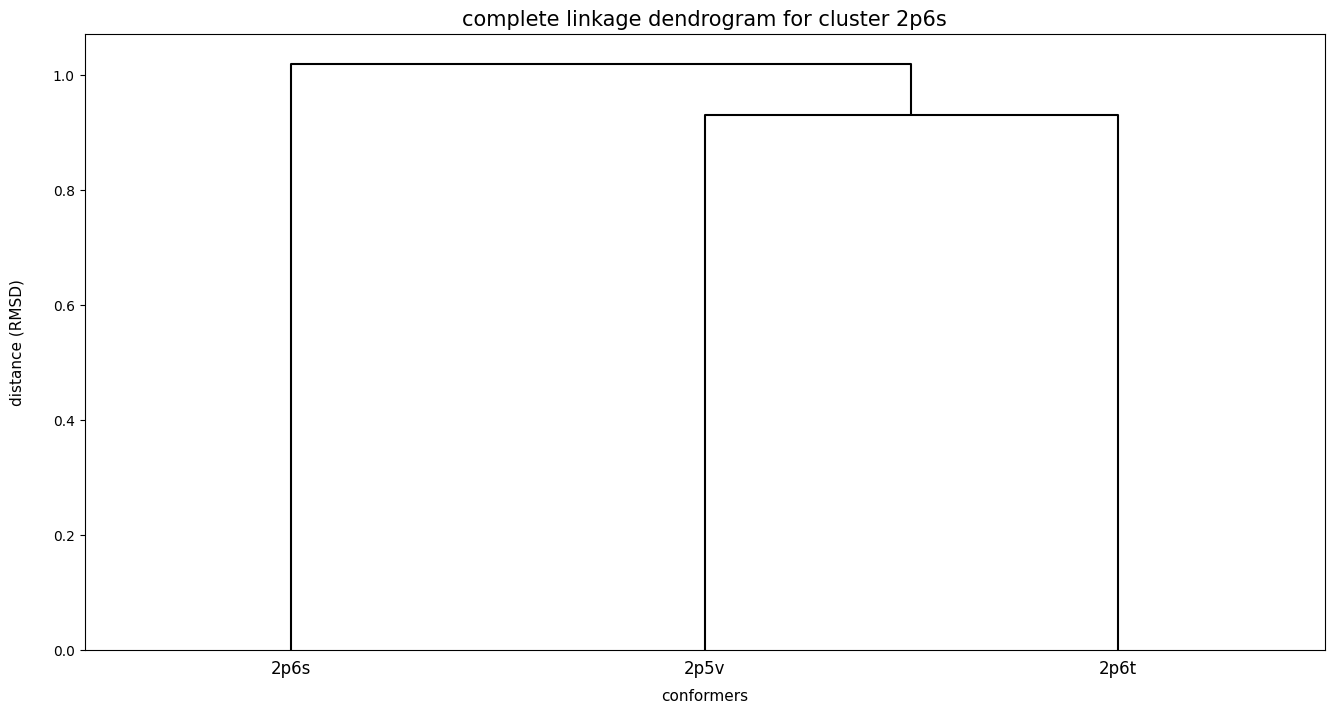 complete linkage dendrogram for cluster 2p6s
1.0
0.8
0.6
0.4
0.2
0.0
distance (RMSD)
2p6s 2p5v 2p6t
conformers